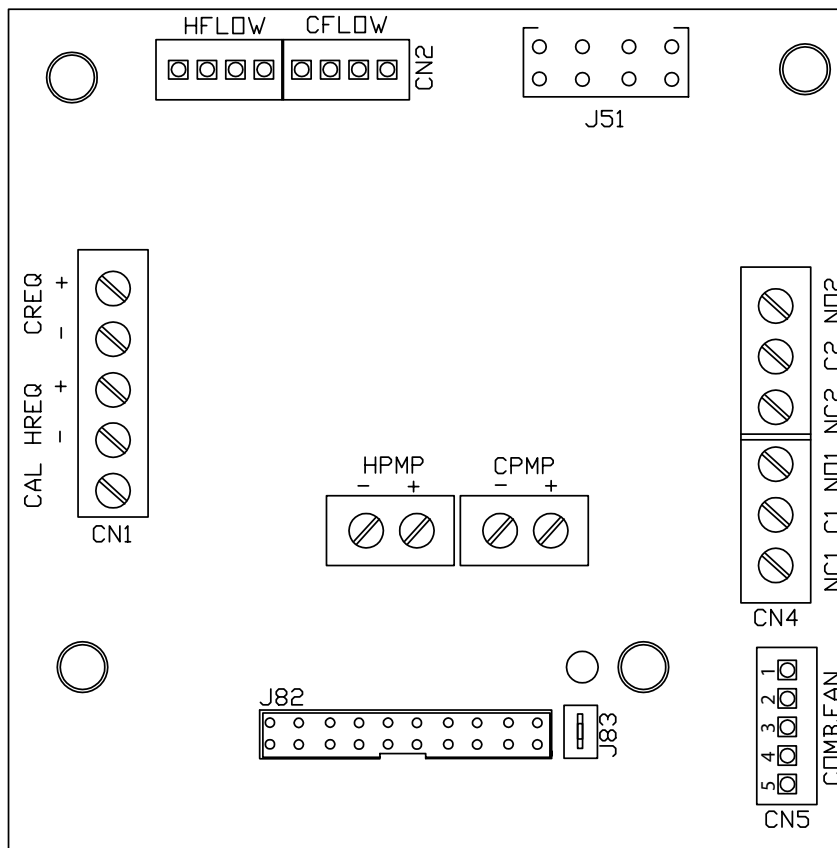 HFLOW CFLOW
CN2
J51
CREQ + -
HREQ + -
CAL
CN1
NO2
C2
NC2
NO1
C1
NC1
CN4
HPMP
- +
CPMP
- +
J82
J83
1
2
3
4
5
COMB.FAN
CN5